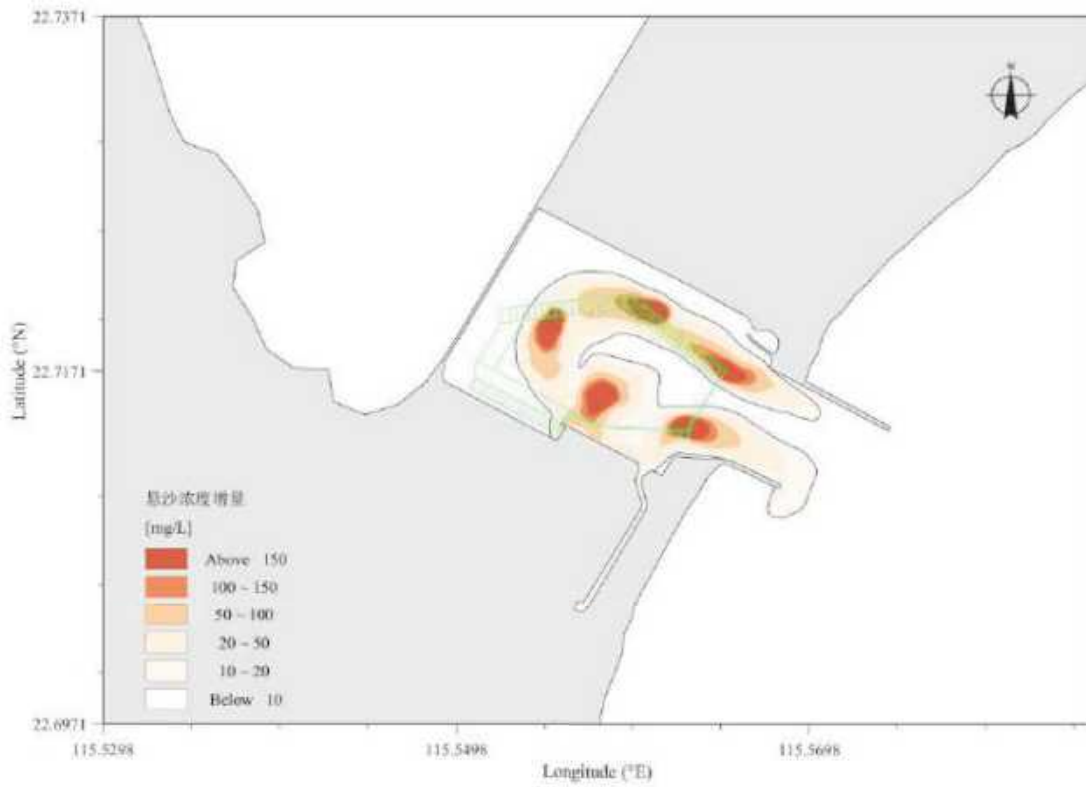 22.7371
N
22.7171
Latitude (°N)
悬沙浓度增量
[mg/L]
Above 150
100 ~ 150
50 ~ 100
20 ~ 50
10 ~ 20
Below 10
22.6971
115.5298
115.5498
115.5698
Longitude (°E)